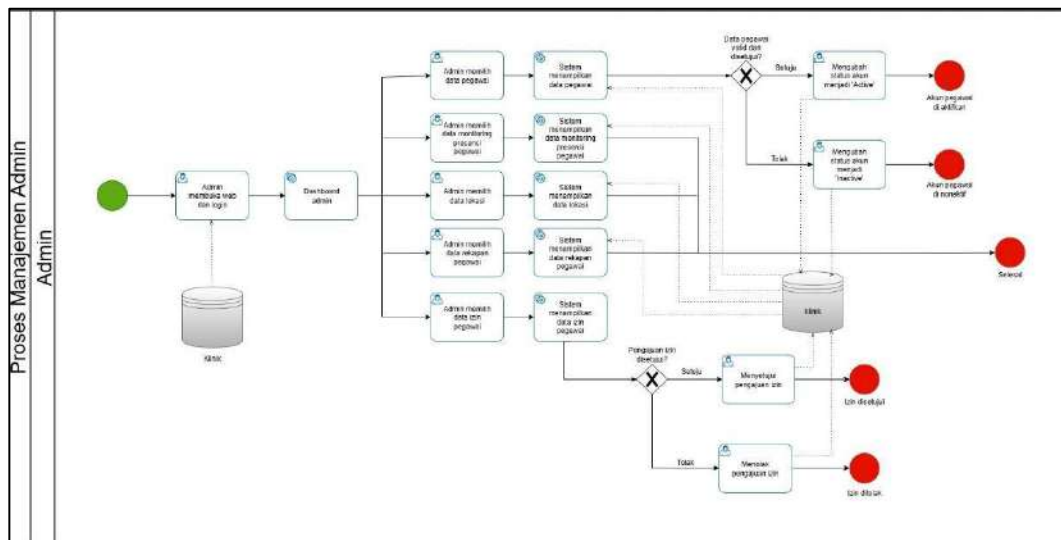 Proses Manajemen Admin
Admin
Admin
membuka web
dan login
Klinik
Dashboard
admin
Admin memilih
data pegawai
Sistem
menampilkan
data pegawai
Data pegawai
valid dan
disetujui?
Setuju
Mengubah
status akun
menjadi 'Active'
Akun pegawai
di aktifkan
Admin memilih
data monitoring
presensi
pegawai
Sistem
menampilkan
data monitoring
presensi
pegawai
Tolak
Mengubah
status akun
menjadi
'Inactive'
Akun pegawai
di nonaktif
Admin memilih
data lokasi
Sistem
menampilkan
data lokasi
Admin memilih
data rekapan
pegawai
Sistem
menampilkan
data rekapan
pegawai
Selesai
Admin memilih
data izin
pegawai
Sistem
menampilkan
data izin
pegawai
Klinik
Pengajuan izin
disetujui?
Setuju
Menyetujui
pengajuan izin
Izin disetujui
Tolak
Menolak
pengajuan izin
Izin ditolak